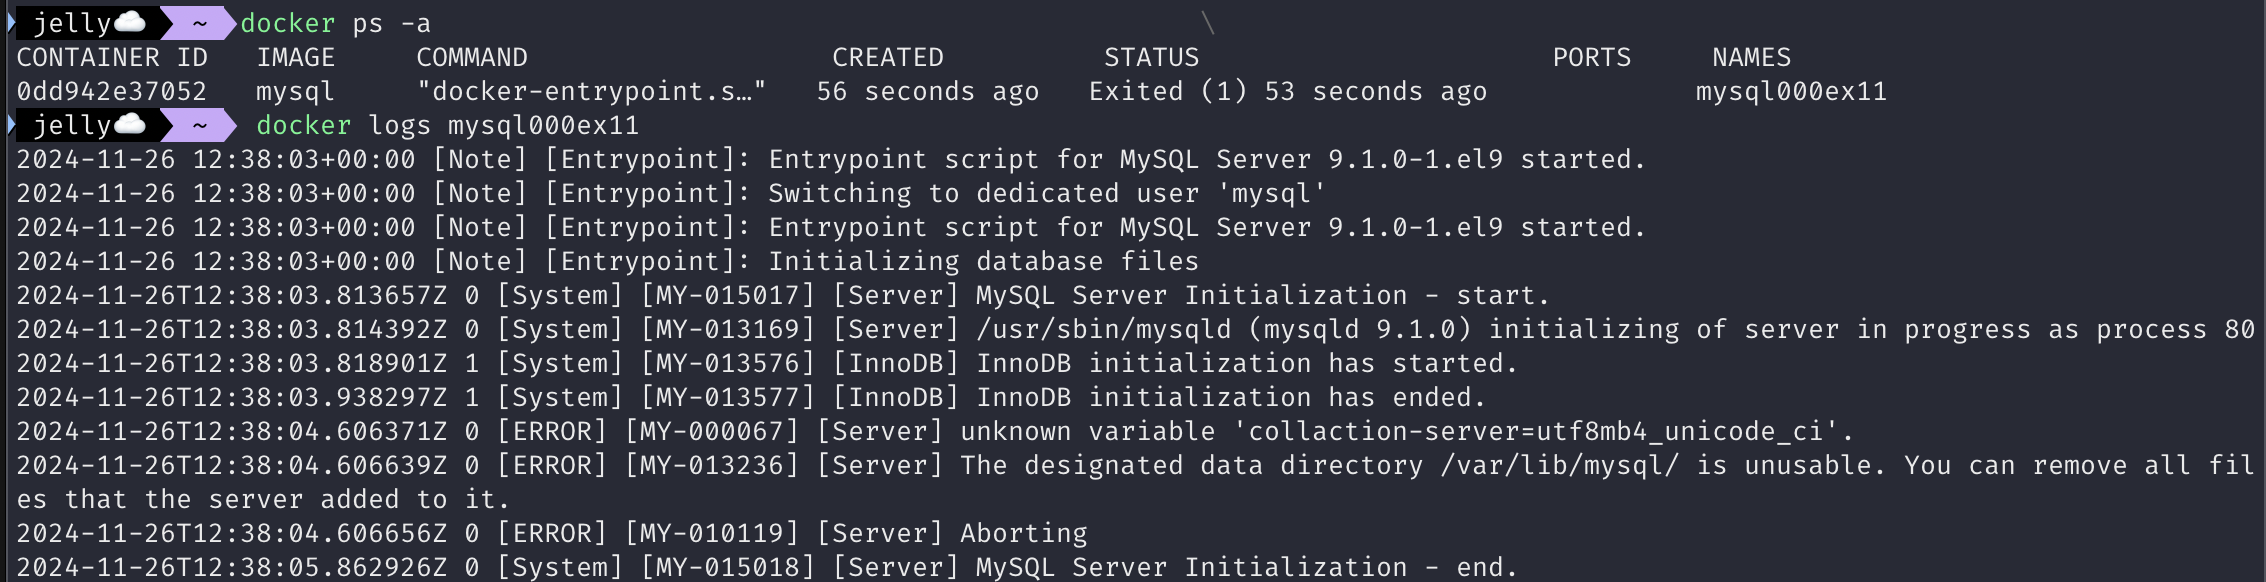 jelly☁️ ~ docker ps -a \
CONTAINER ID IMAGE COMMAND CREATED STATUS PORTS NAMES
0dd942e37052 mysql "docker-entrypoint.s…" 56 seconds ago Exited (1) 53 seconds ago mysql000ex11
jelly☁️ ~ docker logs mysql000ex11
2024-11-26 12:38:03+00:00 [Note] [Entrypoint]: Entrypoint script for MySQL Server 9.1.0-1.el9 started.
2024-11-26 12:38:03+00:00 [Note] [Entrypoint]: Switching to dedicated user 'mysql'
2024-11-26 12:38:03+00:00 [Note] [Entrypoint]: Entrypoint script for MySQL Server 9.1.0-1.el9 started.
2024-11-26 12:38:03+00:00 [Note] [Entrypoint]: Initializing database files
2024-11-26T12:38:03.813657Z 0 [System] [MY-015017] [Server] MySQL Server Initialization - start.
2024-11-26T12:38:03.814392Z 0 [System] [MY-013169] [Server] /usr/sbin/mysqld (mysqld 9.1.0) initializing of server in progress as process 80
2024-11-26T12:38:03.818901Z 1 [System] [MY-013576] [InnoDB] InnoDB initialization has started.
2024-11-26T12:38:03.938297Z 1 [System] [MY-013577] [InnoDB] InnoDB initialization has ended.
2024-11-26T12:38:04.606371Z 0 [ERROR] [MY-000067] [Server] unknown variable 'collaction-server=utf8mb4_unicode_ci'.
2024-11-26T12:38:04.606639Z 0 [ERROR] [MY-013236] [Server] The designated data directory /var/lib/mysql/ is unusable. You can remove all fil
es that the server added to it.
2024-11-26T12:38:04.606656Z 0 [ERROR] [MY-010119] [Server] Aborting
2024-11-26T12:38:05.862926Z 0 [System] [MY-015018] [Server] MySQL Server Initialization - end.